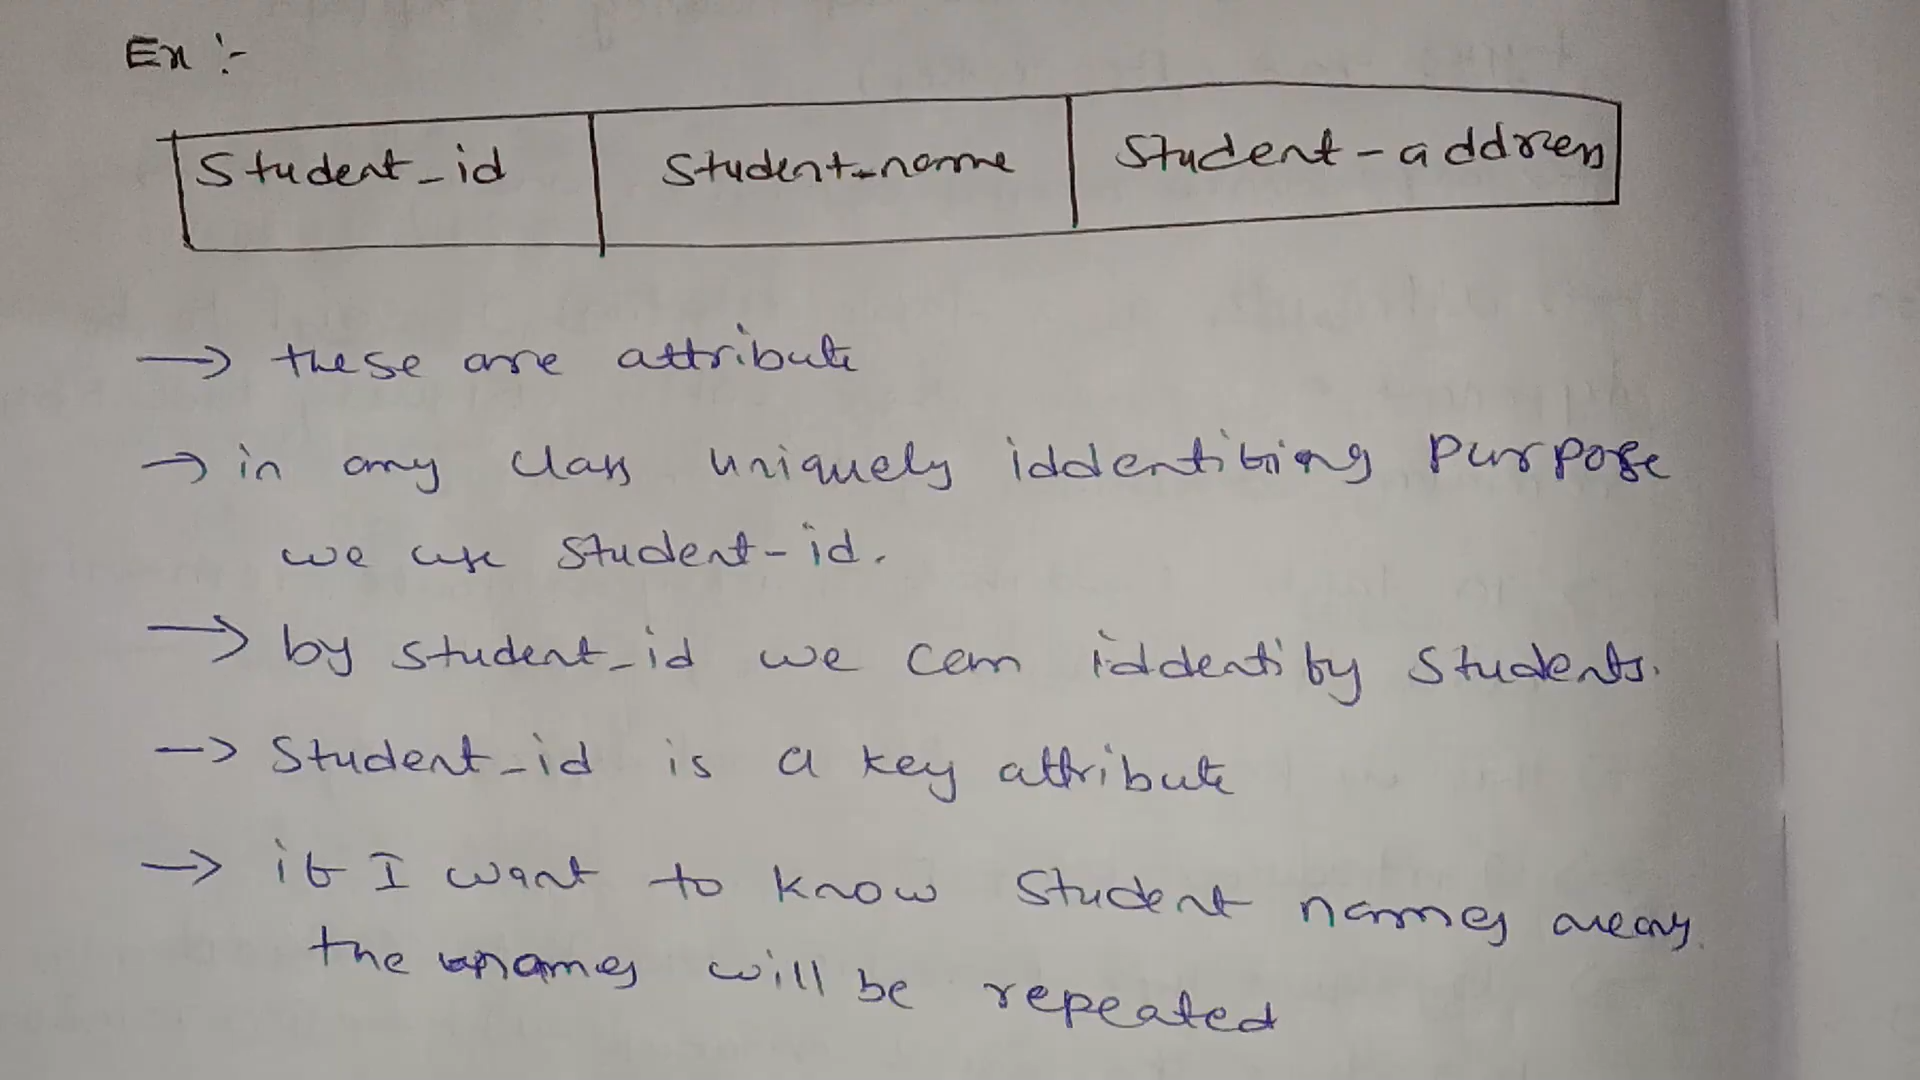 Ex :-
Student_id Student_name Student-address
→ these are attribute
→ in any class uniquely iddentifiing purpose
we use student-id.
→ by student_id we can iddentify students.
→ Student_id is a key attribute
→ if I want to know Student names
the names will be repeated